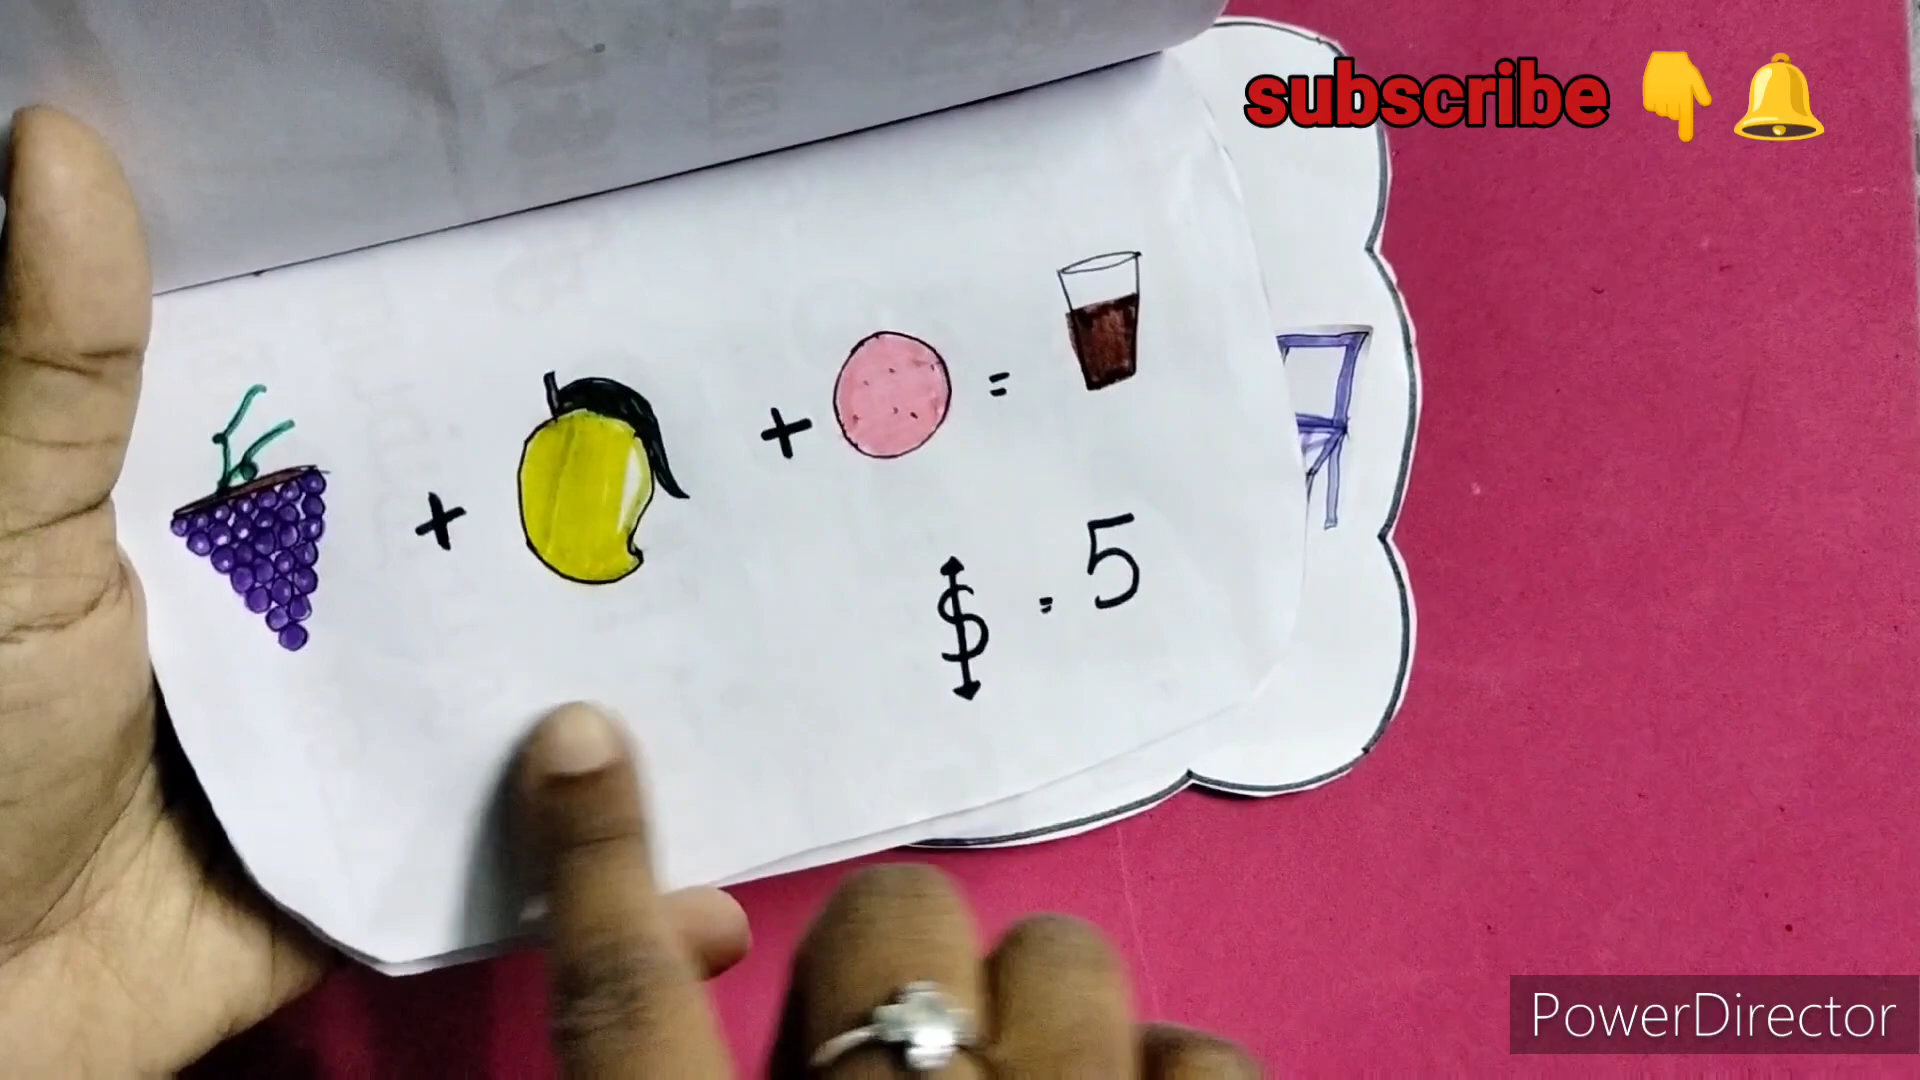 subscribe 👇 🔔
+ + =
$ = 5
PowerDirector